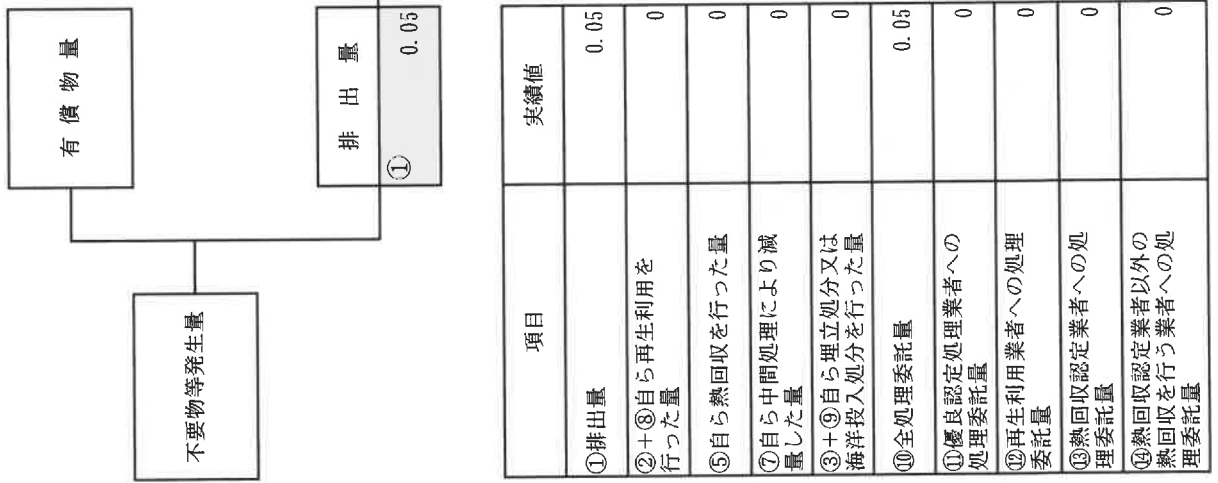 有償物量
不要物等発生量
排出量
①
0.05
項目
実績値
①排出量
0.05
②+⑧自ら再生利用を
行った量
0
⑤自ら熱回収を行った量
0
⑦自ら中間処理により減
量した量
0
③+⑨自ら埋立処分又は
海洋投入処分を行った量
0
⑩全処理委託量
0.05
⑪優良認定処理業者への
処理委託量
0
⑫再生利用業者への処理
委託量
0
⑬熱回収認定業者への処
理委託量
0
⑭熱回収認定業者以外の
熱回収を行う業者への処
理委託量
0